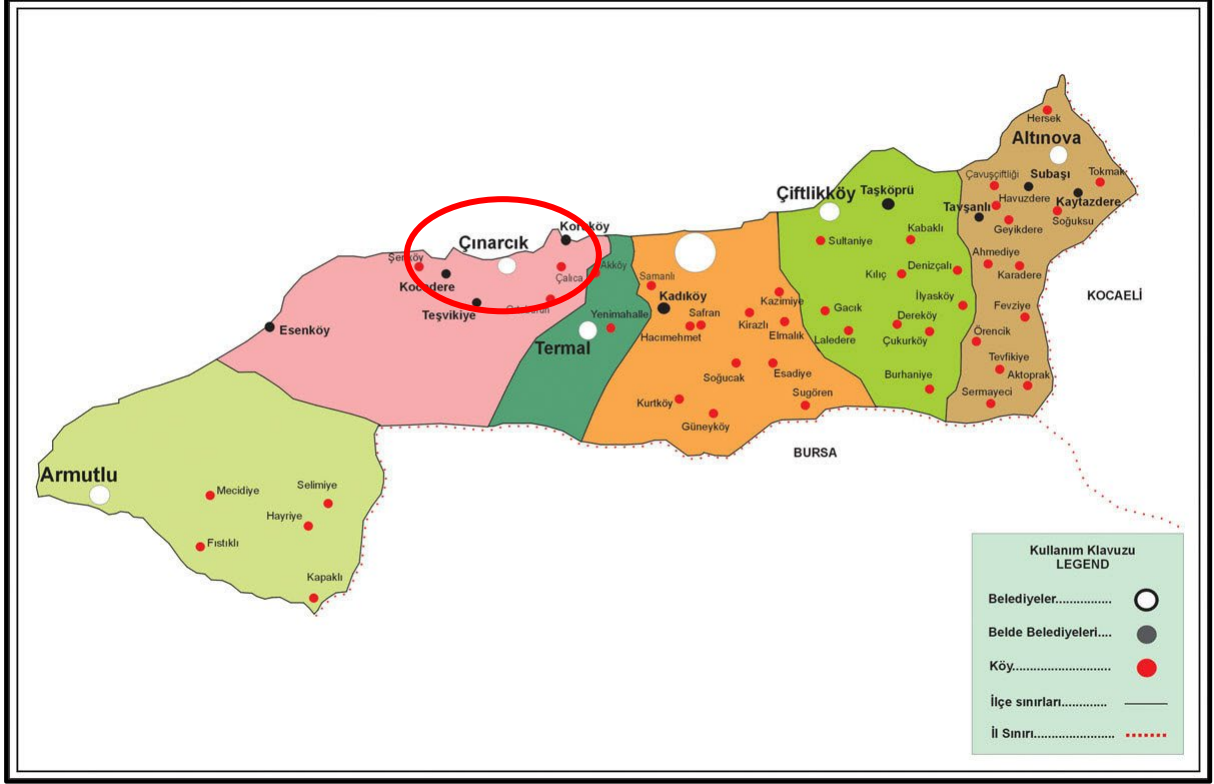 Hersek
Altınova
Çavuşçiftliği
Subaşı
Tokmak
Çiftlikköy
Taşköprü
Havuzdere
Kaytazdere
Tavşanlı
Geyikdere
Soğuksu
Koruköy
Çınarcık
Kabaklı
Sultaniye
Şenköy
Akköy
Çalıca
Samanlı
Kılıç
Denizçalı
Ahmediye
Karadere
KOCAELİ
Kocadere
Kadıköy
Kazimiye
İlyasköy
Teşvikiye
Yenimahalle
Safran
Gacık
Dereköy
Fevziye
Esenköy
Hacımehmet
Kirazlı
Elmalık
Laledere
Çukurköy
Örencik
Termal
Soğucak
Esadiye
Burhaniye
Tevfikiye
Aktoprak
Sermayeci
Kurtköy
Sugören
Güneyköy
BURSA
Armutlu
Mecidiye
Selimiye
Hayriye
Fıstıklı
Kapaklı
Kullanım Klavuzu
LEGEND
Belediyeler................
Belde Belediyeleri....
Köy............................
İlçe sınırları.............
İl Sınırı.......................